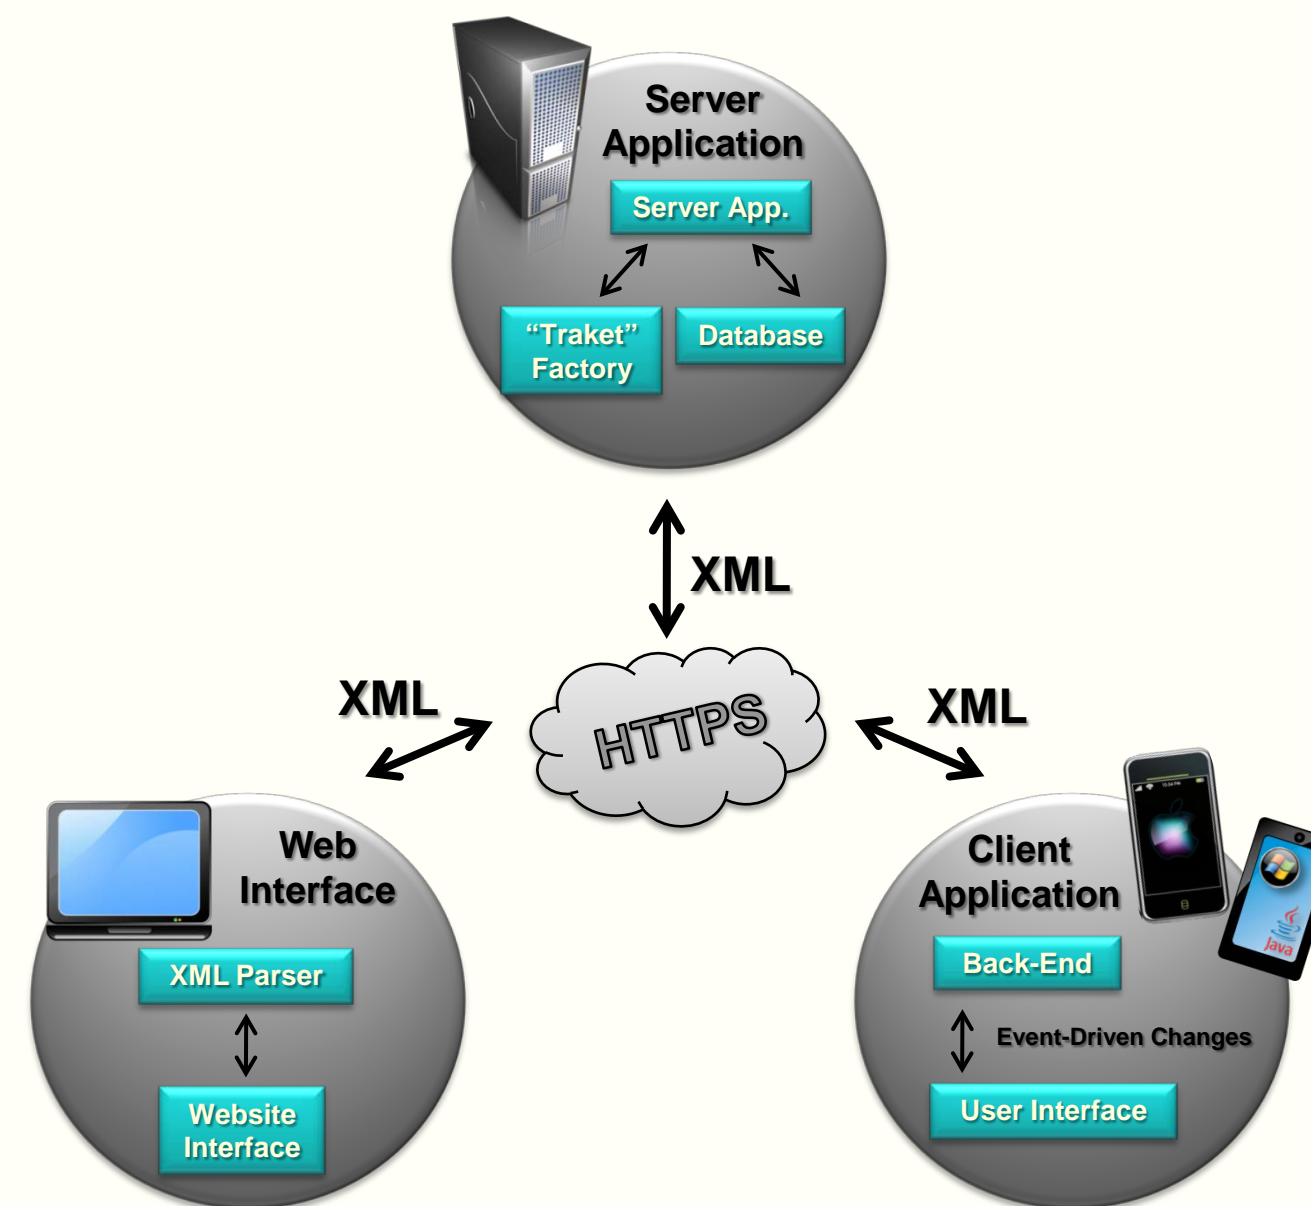 Server
Application
Server App.
“Traket”
Factory
Database
XML
XML
HTTPS
XML
Web
Interface
XML Parser
Website
Interface
Client
Application
Back-End
Event-Driven Changes
User Interface
Java